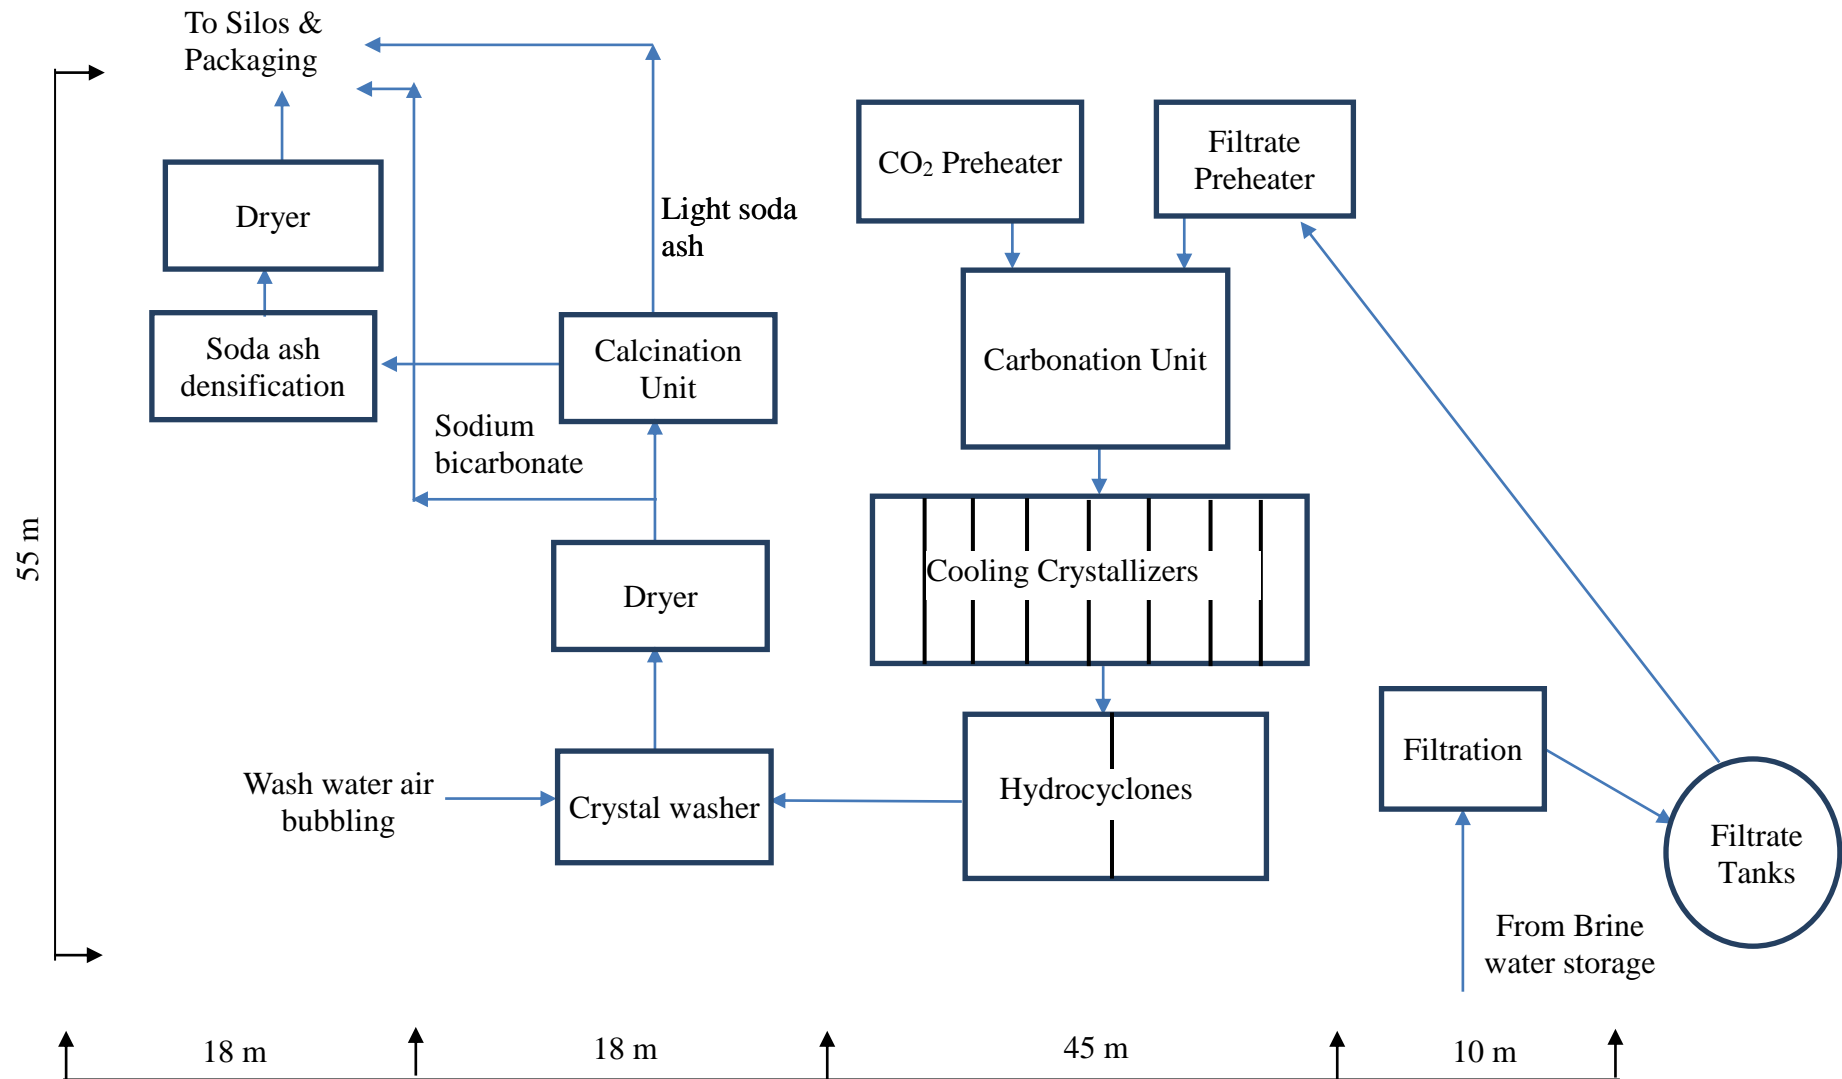 To Silos &
Packaging
CO₂ Preheater
Filtrate
Preheater
Dryer
Light soda
ash
Soda ash
densification
Calcination
Unit
Carbonation Unit
Sodium
bicarbonate
55 m
Cooling Crystallizers
Dryer
Filtration
Wash water air
bubbling
Crystal washer
Hydrocyclones
Filtrate
Tanks
From Brine
water storage
18 m
18 m
45 m
10 m